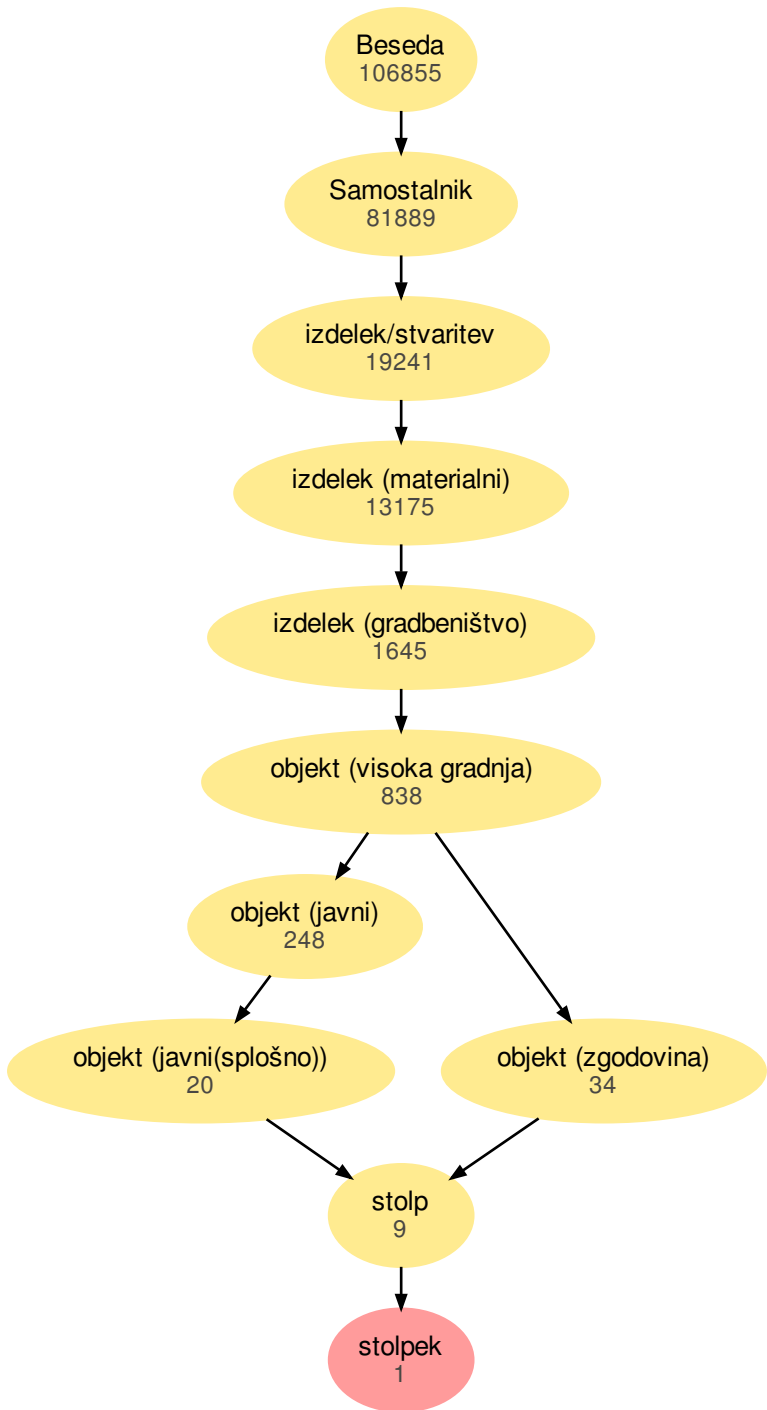 Beseda
106855
Samostalnik
81889
izdelek/stvaritev
19241
izdelek (materialni)
13175
izdelek (gradbeništvo)
1645
objekt (visoka gradnja)
838
objekt (javni)
248
objekt (javni(splošno))
20
objekt (zgodovina)
34
stolp
9
stolpek
1